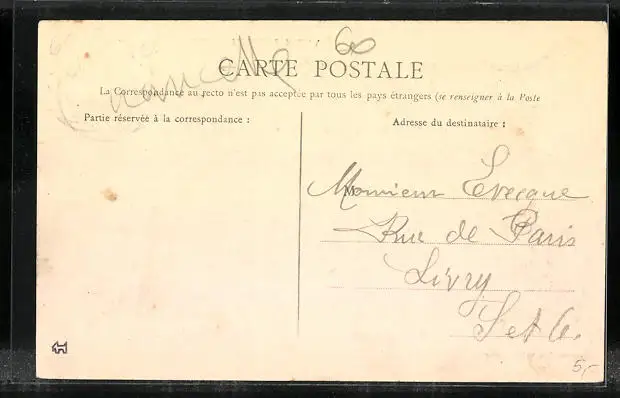 60
CARTE POSTALE
La Correspondance au recto n'est pas acceptée par tous les pays étrangers (se renseigner à la Poste
Partie réservée à la correspondance :
Adresse du destinataire :
M
Monsieur Evecque
Rue de Paris
Livry
S et O.
5,-